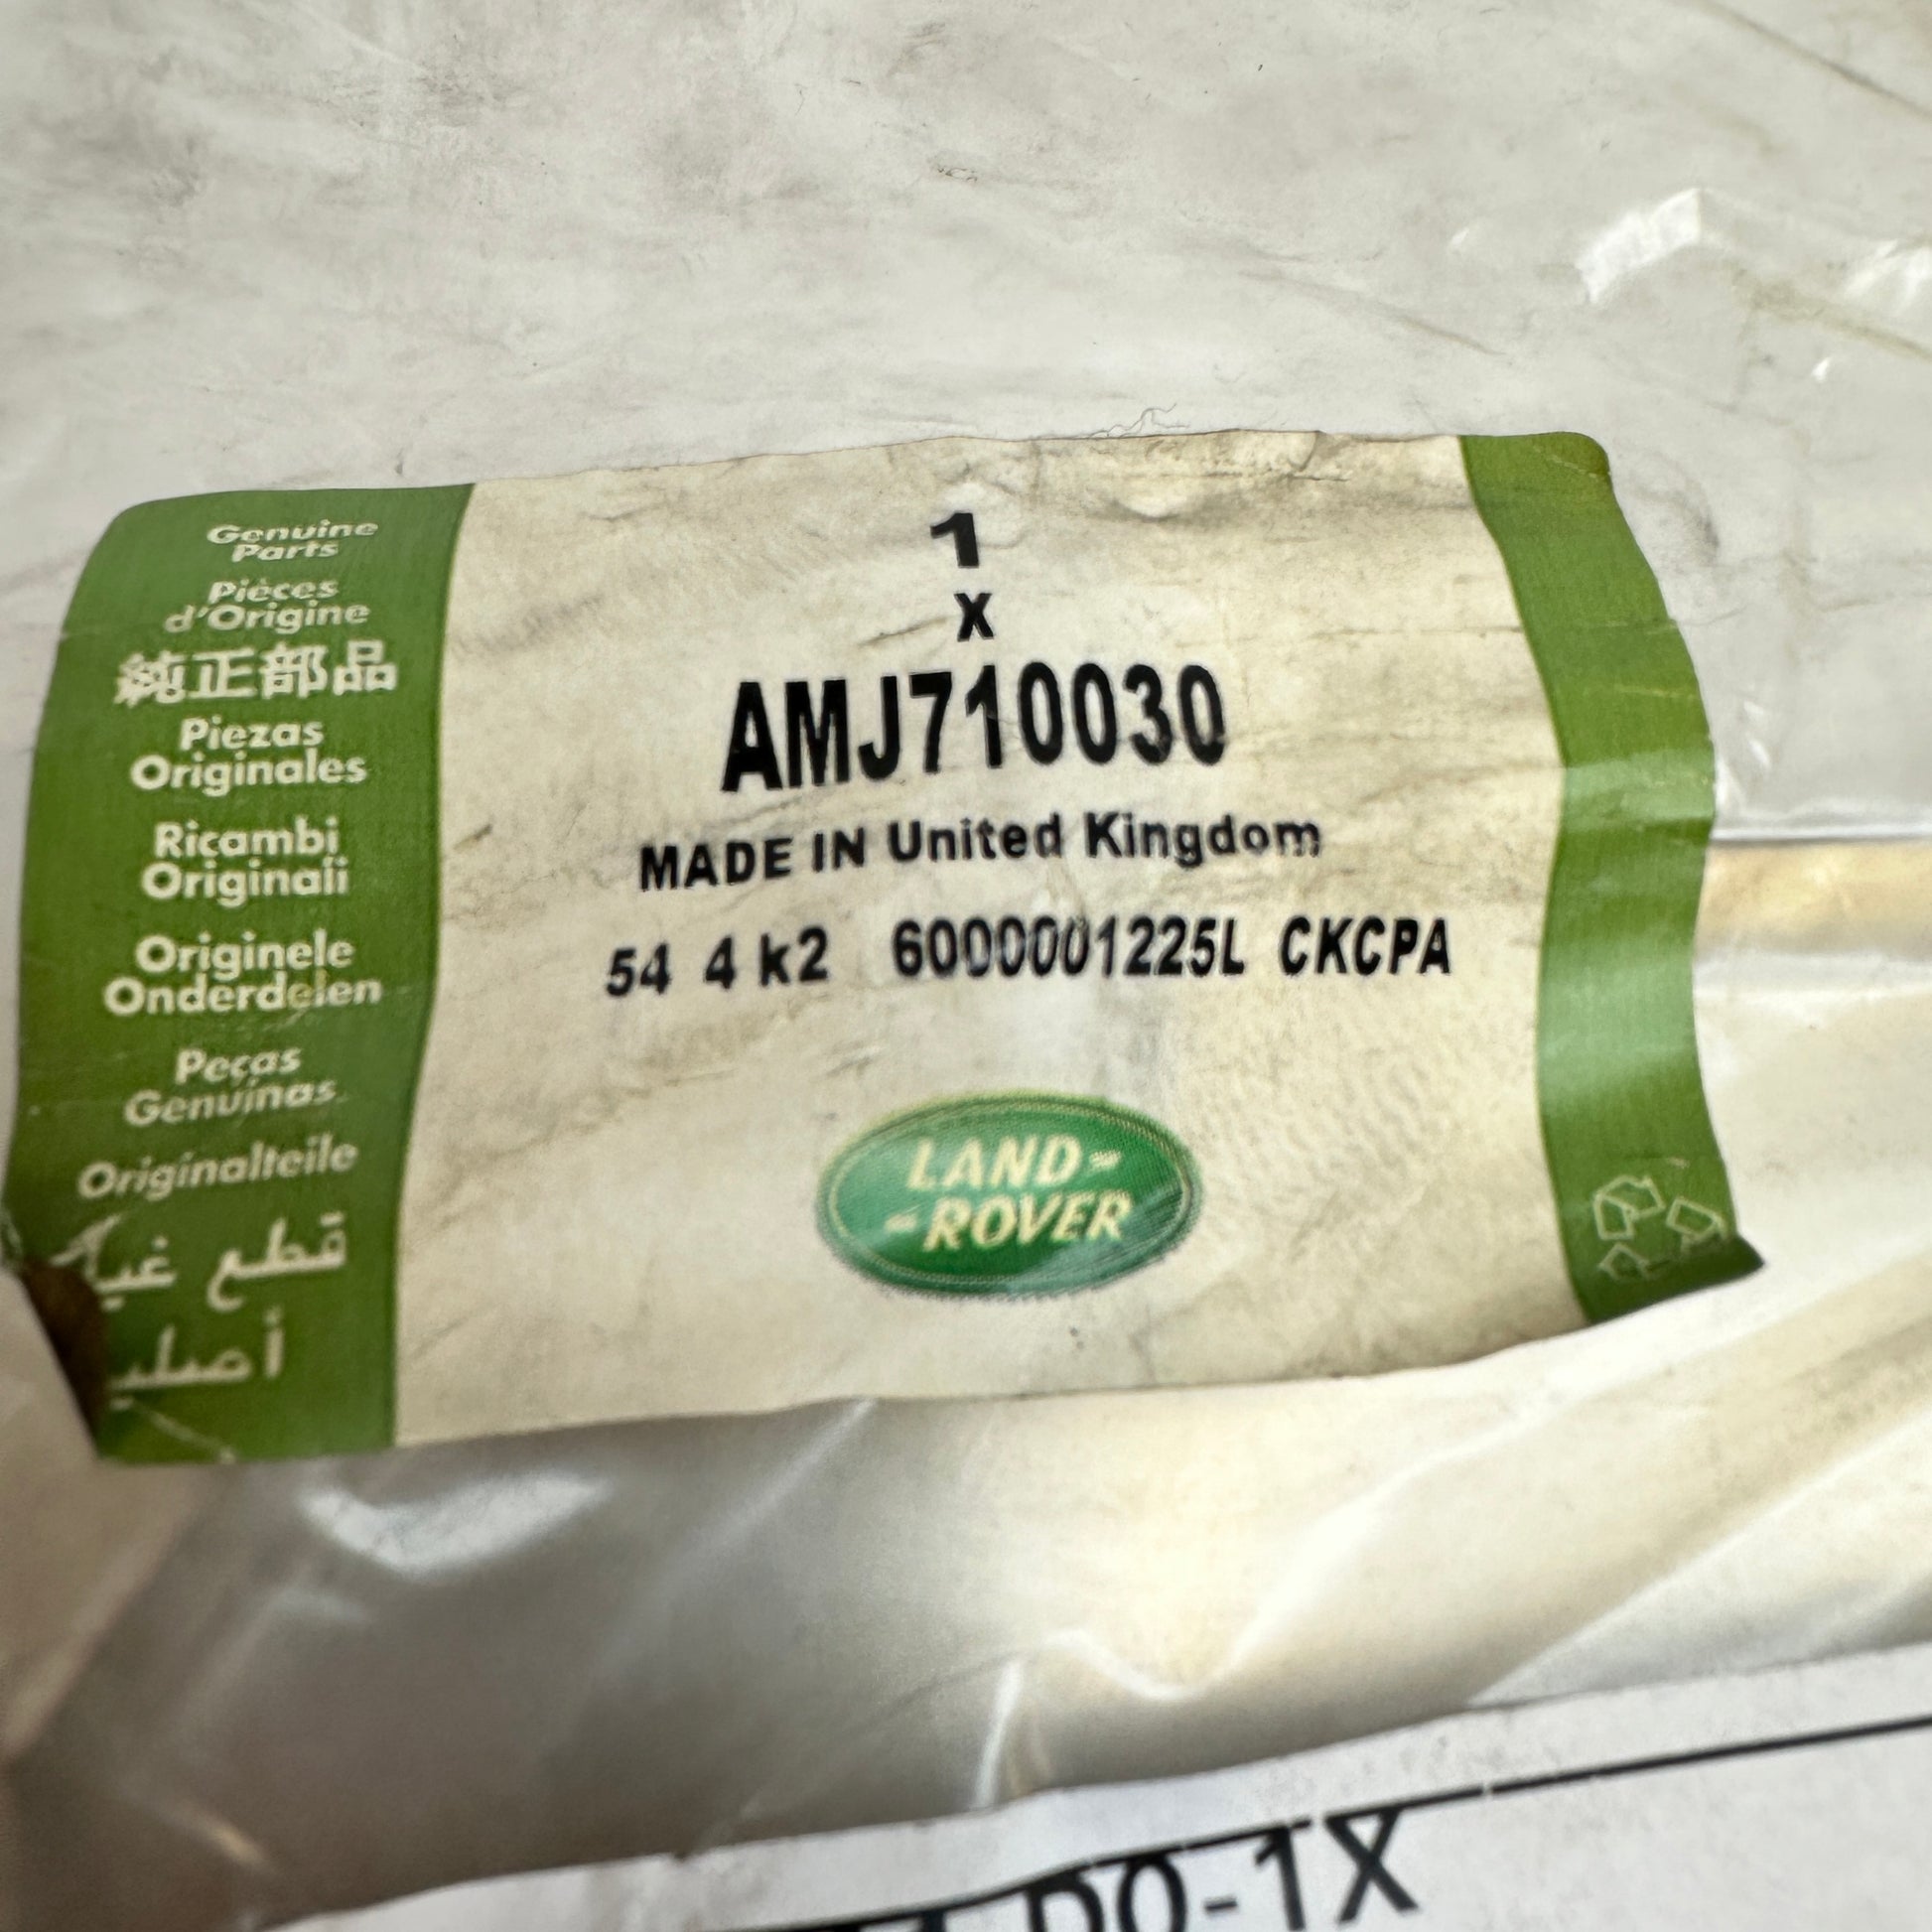 Genuine
Parts
Pièces
d'Origine
純正部品
Piezas
Originales
Ricambi
Originali
Originele
Onderdelen
Peças
Genuínas
Originalteile
قطع
1
x
AMJ710030
MADE IN United Kingdom
54 4 k2 6000001225L CKCPA
LAND-
-ROVER